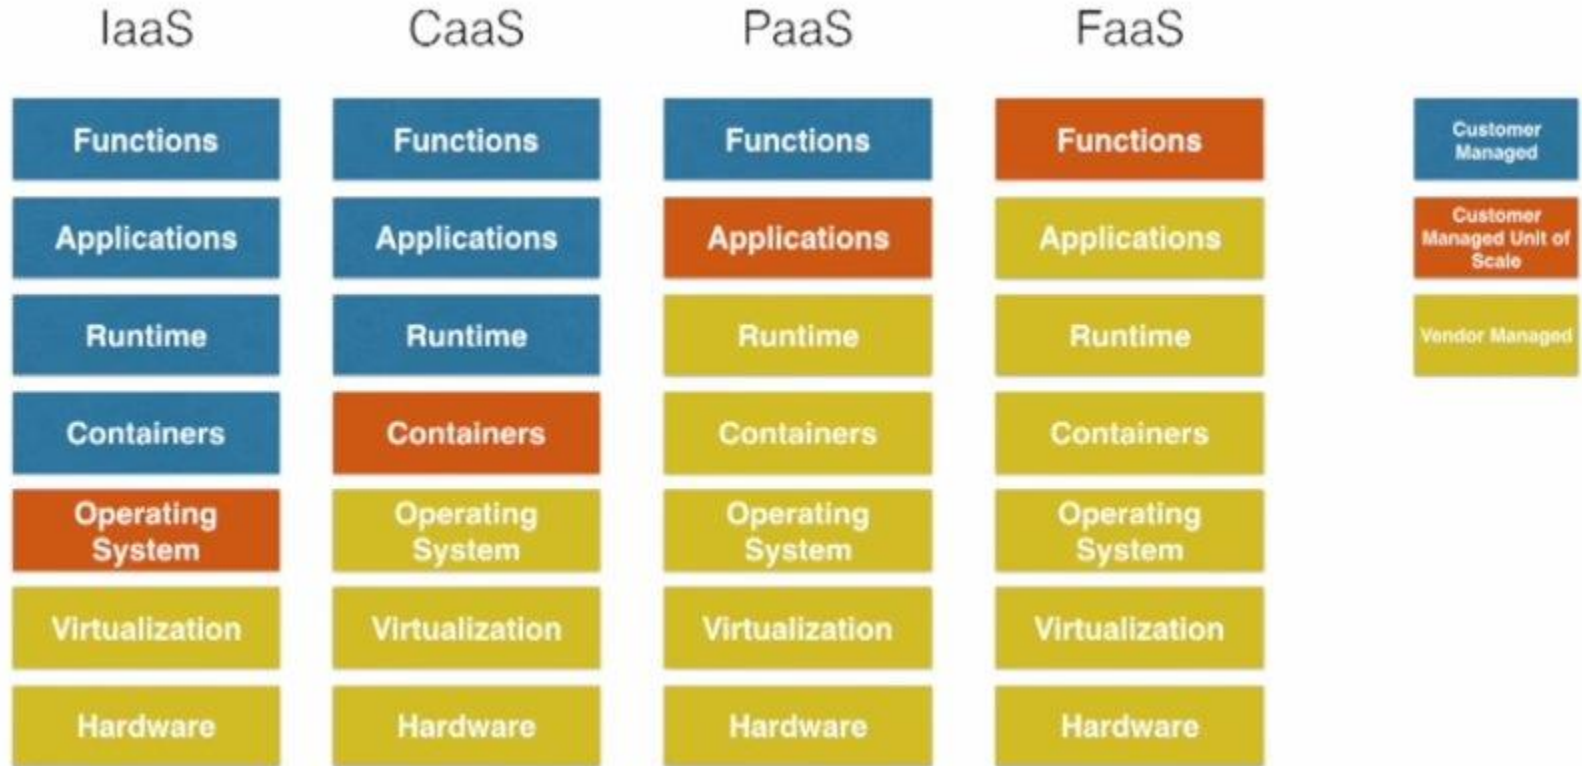 IaaS
CaaS
PaaS
FaaS
Functions
Functions
Functions
Functions
Customer
Managed
Applications
Applications
Applications
Applications
Customer
Managed Unit of
Scale
Runtime
Runtime
Runtime
Runtime
Vendor Managed
Containers
Containers
Containers
Containers
Operating
System
Operating
System
Operating
System
Operating
System
Virtualization
Virtualization
Virtualization
Virtualization
Hardware
Hardware
Hardware
Hardware